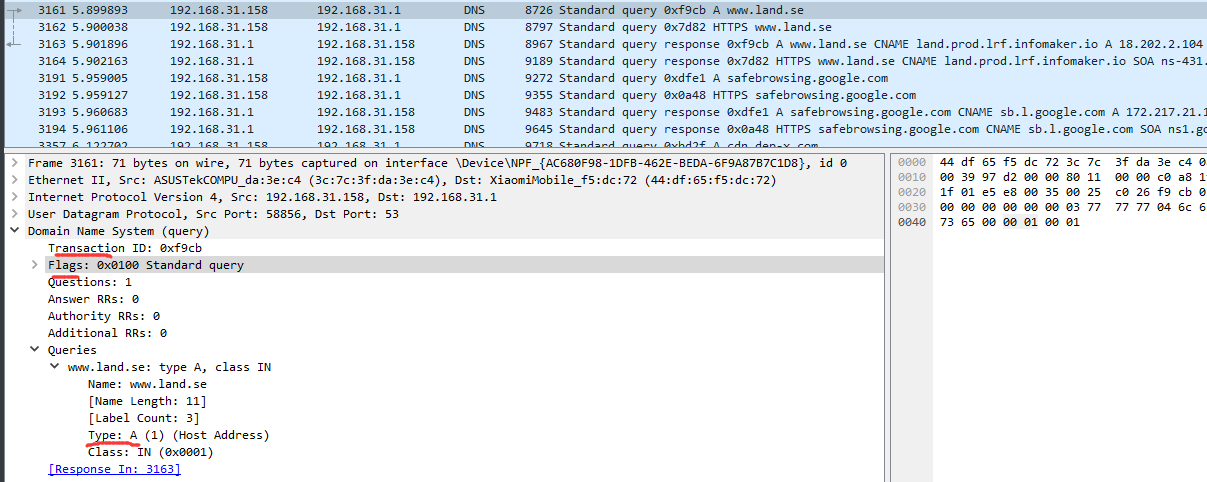 3161 5.899893 192.168.31.158 192.168.31.1 DNS 8726 Standard query 0xf9cb A www.land.se
3162 5.900038 192.168.31.158 192.168.31.1 DNS 8797 Standard query 0x7d82 HTTPS www.land.se
3163 5.901896 192.168.31.1 192.168.31.158 DNS 8967 Standard query response 0xf9cb A www.land.se CNAME land.prod.lrf.infomaker.io A 18.202.2.104
3164 5.902163 192.168.31.1 192.168.31.158 DNS 9189 Standard query response 0x7d82 HTTPS www.land.se CNAME land.prod.lrf.infomaker.io SOA ns-431.
3191 5.959005 192.168.31.158 192.168.31.1 DNS 9272 Standard query 0xdfe1 A safebrowsing.google.com
3192 5.959127 192.168.31.158 192.168.31.1 DNS 9355 Standard query 0x0a48 HTTPS safebrowsing.google.com
3193 5.960683 192.168.31.1 192.168.31.158 DNS 9483 Standard query response 0xdfe1 A safebrowsing.google.com CNAME sb.l.google.com A 172.217.21.1
3194 5.961106 192.168.31.1 192.168.31.158 DNS 9645 Standard query response 0x0a48 HTTPS safebrowsing.google.com CNAME sb.l.google.com SOA ns1.g
3357 6.122702 192.168.31.158 192.168.31.1 DNS 9718 Standard query 0xbd2f A cdn.dep-x.com
Frame 3161: 71 bytes on wire, 71 bytes captured on interface \Device\NPF_{AC680F98-1DFB-462E-BEDA-6F9A87B7C1D8}, id 0
Ethernet II, Src: ASUSTekCOMPU_da:3e:c4 (3c:7c:3f:da:3e:c4), Dst: XiaomiMobile_f5:dc:72 (44:df:65:f5:dc:72)
Internet Protocol Version 4, Src: 192.168.31.158, Dst: 192.168.31.1
User Datagram Protocol, Src Port: 58856, Dst Port: 53
Domain Name System (query)
Transaction ID: 0xf9cb
Flags: 0x0100 Standard query
Questions: 1
Answer RRs: 0
Authority RRs: 0
Additional RRs: 0
Queries
www.land.se: type A, class IN
Name: www.land.se
[Name Length: 11]
[Label Count: 3]
Type: A (1) (Host Address)
Class: IN (0x0001)
[Response In: 3163]
0000 44 df 65 f5 dc 72 3c 7c 3f da 3e c4 0
0010 00 39 97 d2 00 00 80 11 00 00 c0 a8 1
0020 1f 01 e5 e8 00 35 00 25 c0 26 f9 cb 0
0030 00 00 00 00 00 00 03 77 77 77 04 6c 6
0040 73 65 00 00 01 00 01